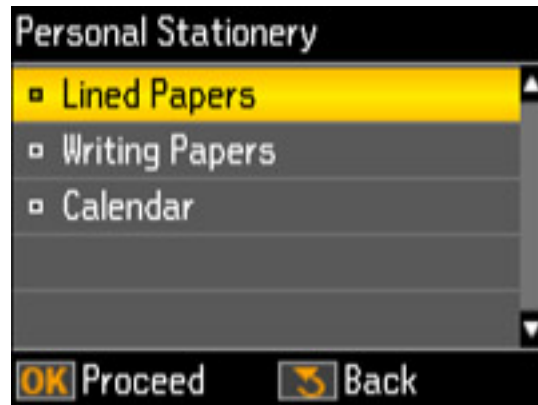 Personal Stationery
Lined Papers
Writing Papers
Calendar
OK Proceed Back